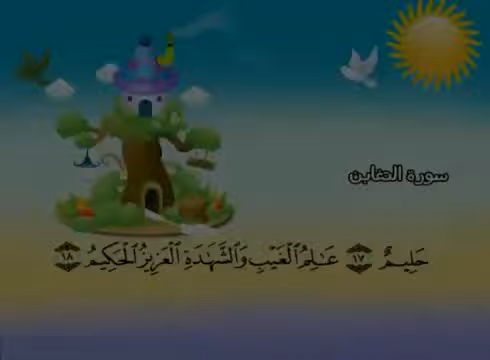 سورة التغابن
حَلِيمٌ ١٧ عَـٰلِمُ ٱلْغَيْبِ وَٱلشَّهَـٰدَةِ ٱلْعَزِيزُ ٱلْحَكِيمُ ١٨